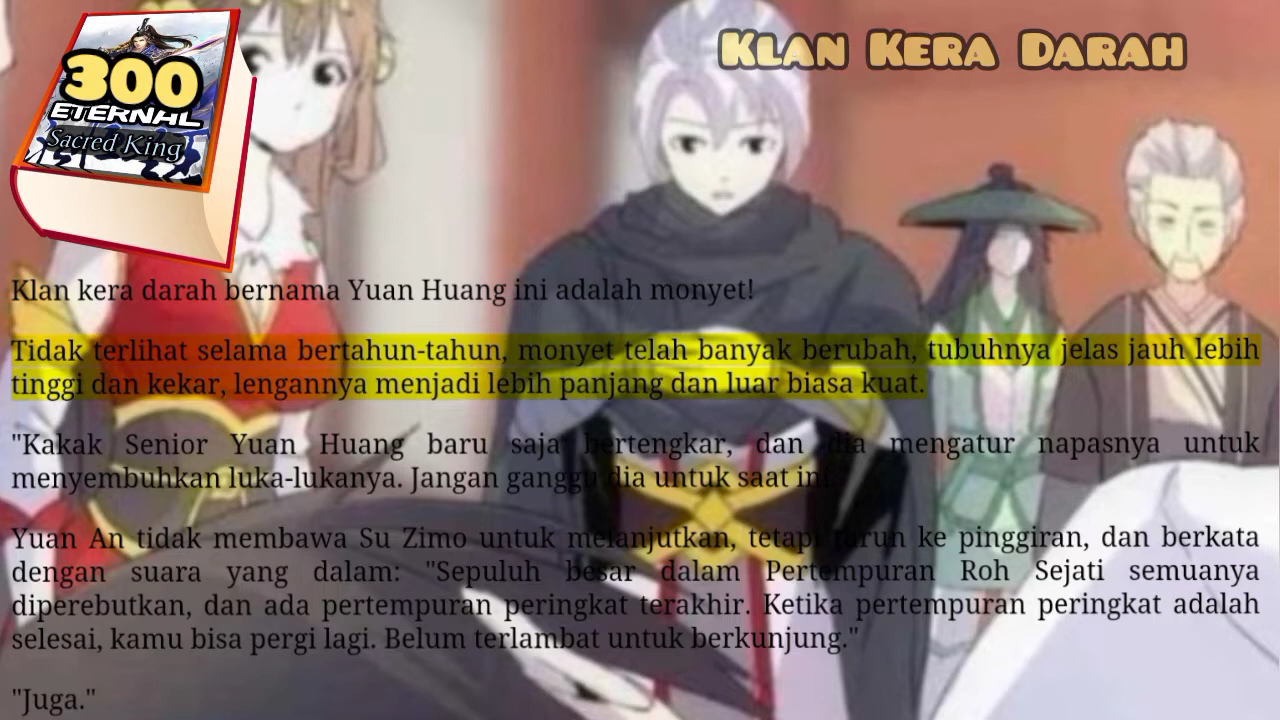 300
ETERNAL
Sacred King
Klan Kera Darah
Klan kera darah bernama Yuan Huang ini adalah monyet!
Tidak terlihat selama bertahun-tahun, monyet telah banyak berubah, tubuhnya jelas jauh lebih
tinggi dan kekar, lengannya menjadi lebih panjang dan luar biasa kuat.
"Kakak Senior Yuan Huang baru saja bertengkar, dan dia mengatur napasnya untuk
menyembuhkan luka-lukanya. Jangan ganggu dia untuk saat ini.
Yuan An tidak membawa Su Zimo untuk melanjutkan, tetapi turun ke pinggiran, dan berkata
dengan suara yang dalam: "Sepuluh besar dalam Pertempuran Roh Sejati semuanya
diperebutkan, dan ada pertempuran peringkat terakhir. Ketika pertempuran peringkat adalah
selesai, kamu bisa pergi lagi. Belum terlambat untuk berkunjung."
"Juga."